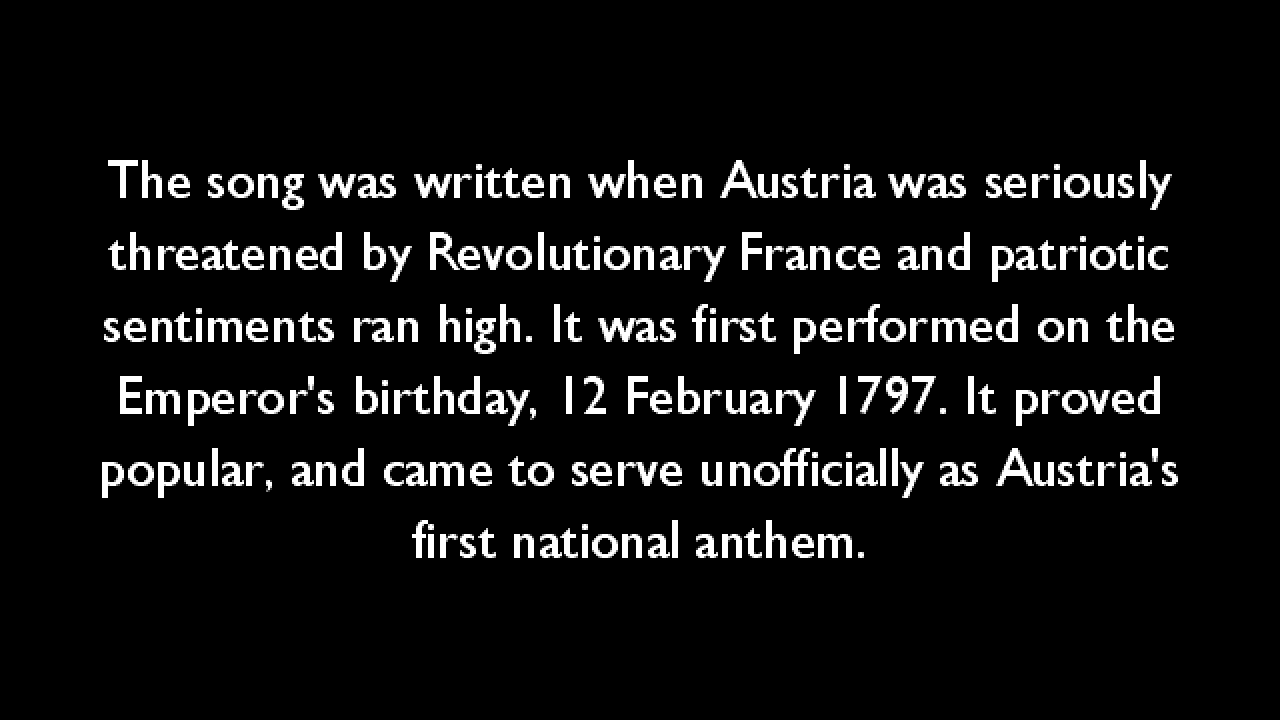 The song was written when Austria was seriously
threatened by Revolutionary France and patriotic
sentiments ran high. It was first performed on the
Emperor's birthday, 12 February 1797. It proved
popular, and came to serve unofficially as Austria's
first national anthem.